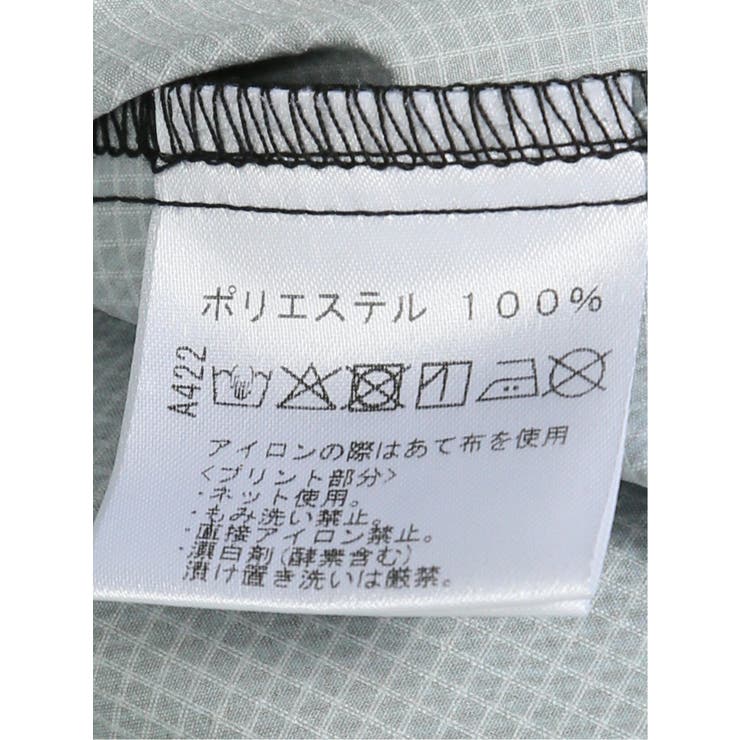 ポリエステル 100%
A422
アイロンの際はあて布を使用
<プリント部分>
・ネット使用。
・もみ洗い禁止。
・直接アイロン禁止。
・漂白剤(酵素含む)
漬け置き洗いは厳禁。